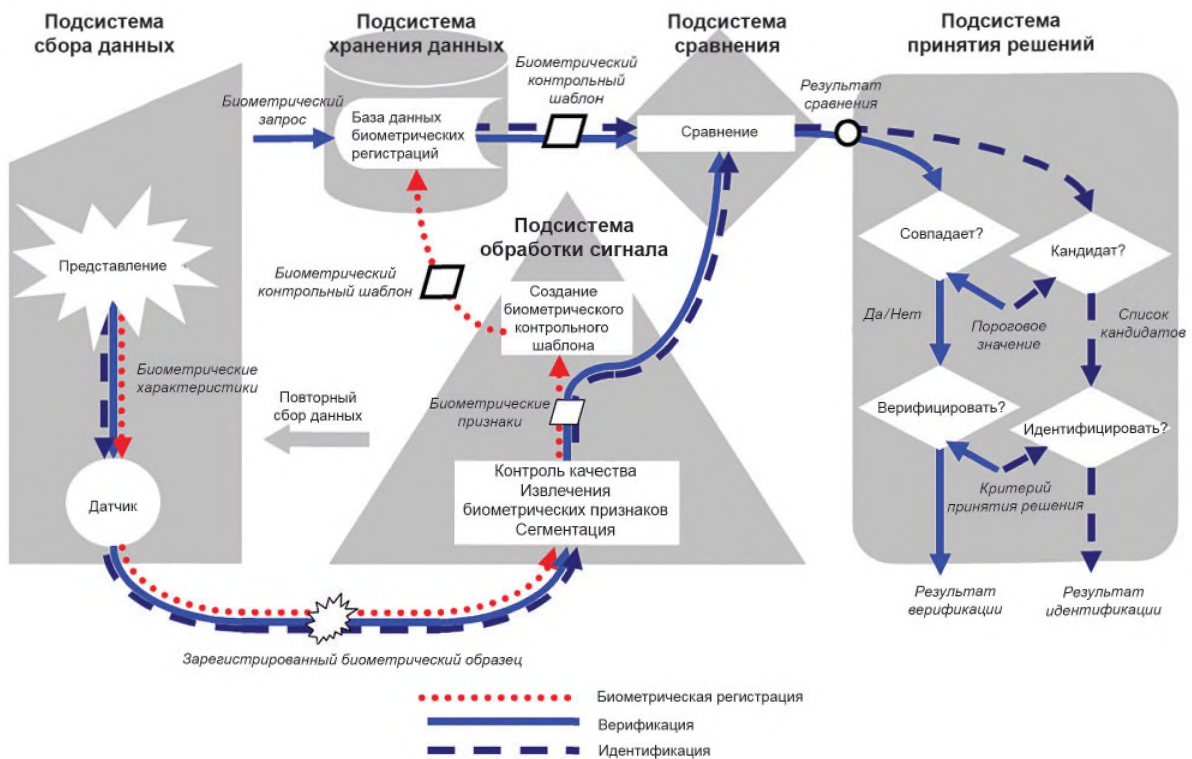 Подсистема
сбора данных
Подсистема
хранения данных
Подсистема
сравнения
Подсистема
принятия решений
Биометрический
запрос
База данных
биометрических
регистраций
Биометрический
контрольный
шаблон
Сравнение
Результат
сравнения
Представление
Биометрический
контрольный шаблон
Подсистема
обработки сигнала
Создание
биометрического
контрольного
шаблона
Совпадает?
Кандидат?
Да/Нет
Пороговое
значение
Список
кандидатов
Биометрические
характеристики
Повторный
сбор данных
Биометрические
признаки
Верифицировать?
Идентифицировать?
Датчик
Контроль качества
Извлечения
биометрических признаков
Сегментация
Критерий
принятия решения
Результат
верификации
Результат
идентификации
Зарегистрированный биометрический образец
Биометрическая регистрация
Верификация
Идентификация